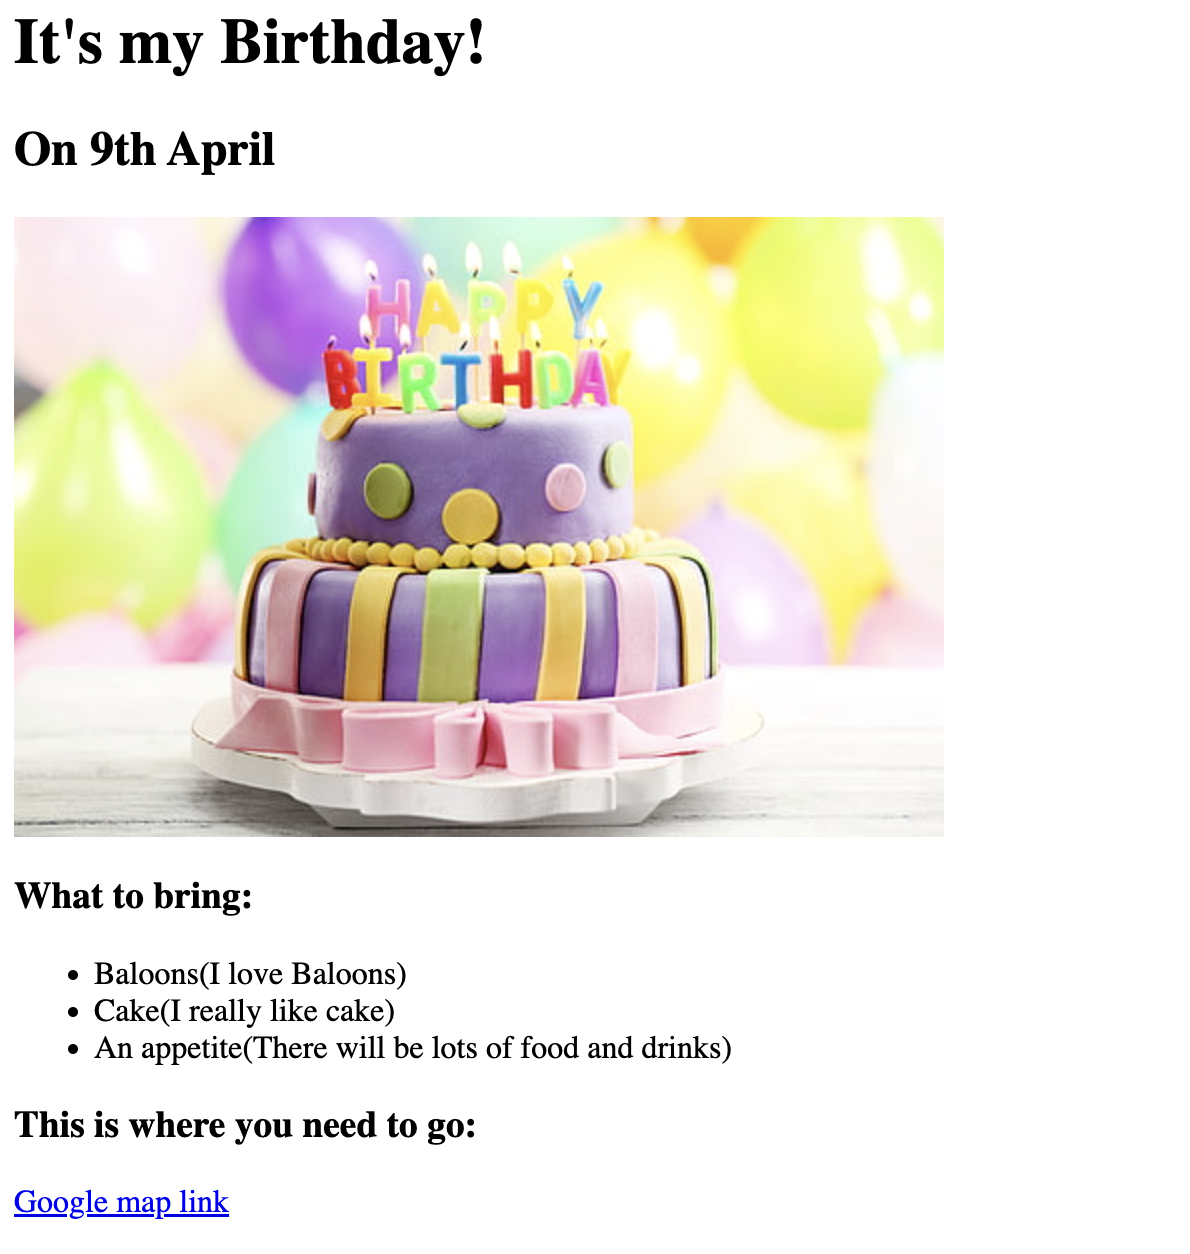 It's my Birthday!
On 9th April
HAPPY
BIRTHDAY
What to bring:
Baloons(I love Baloons)
Cake(I really like cake)
An appetite(There will be lots of food and drinks)
This is where you need to go:
Google map link